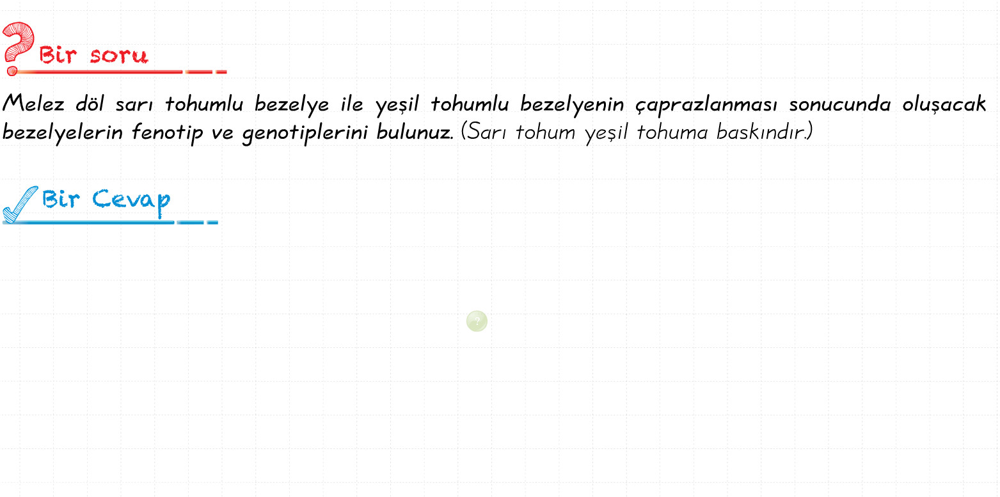 Bir soru
Melez döl sarı tohumlu bezelye ile yeşil tohumlu bezelyenin çaprazlanması sonucunda oluşacak
bezelyelerin fenotip ve genotiplerini bulunuz. (Sarı tohum yeşil tohuma baskındır.)
Bir Cevap
?